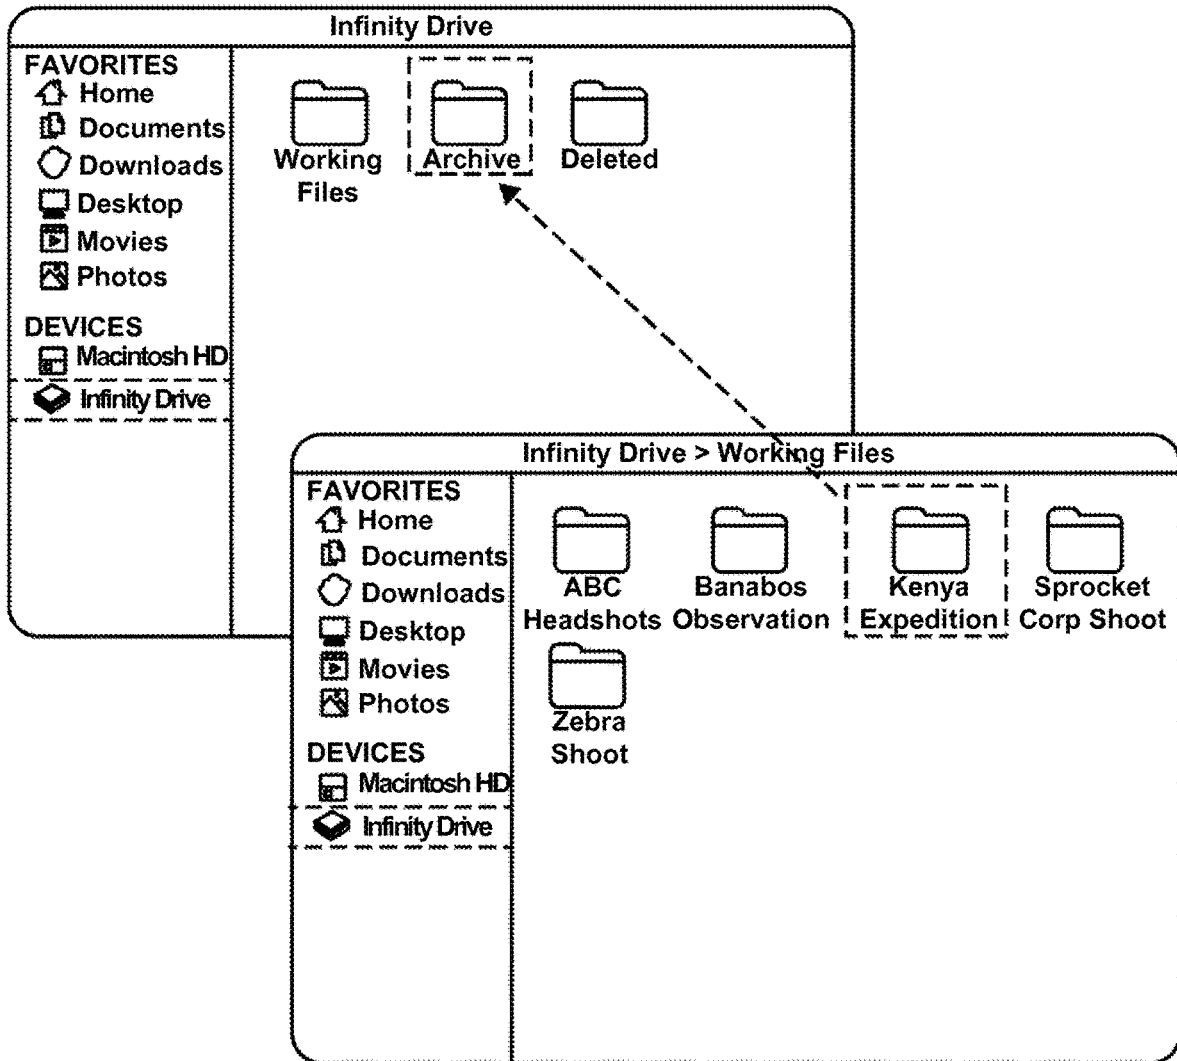 Infinity Drive
FAVORITES
Home
Documents
Downloads
Desktop
Movies
Photos
DEVICES
Macintosh HD
Infinity Drive
Working
Files
Archive
Deleted
Infinity Drive > Working Files
FAVORITES
Home
Documents
Downloads
Desktop
Movies
Photos
DEVICES
Macintosh HD
Infinity Drive
ABC
Headshots
Banabos
Observation
Kenya
Expedition
Sprocket
Corp Shoot
Zebra
Shoot